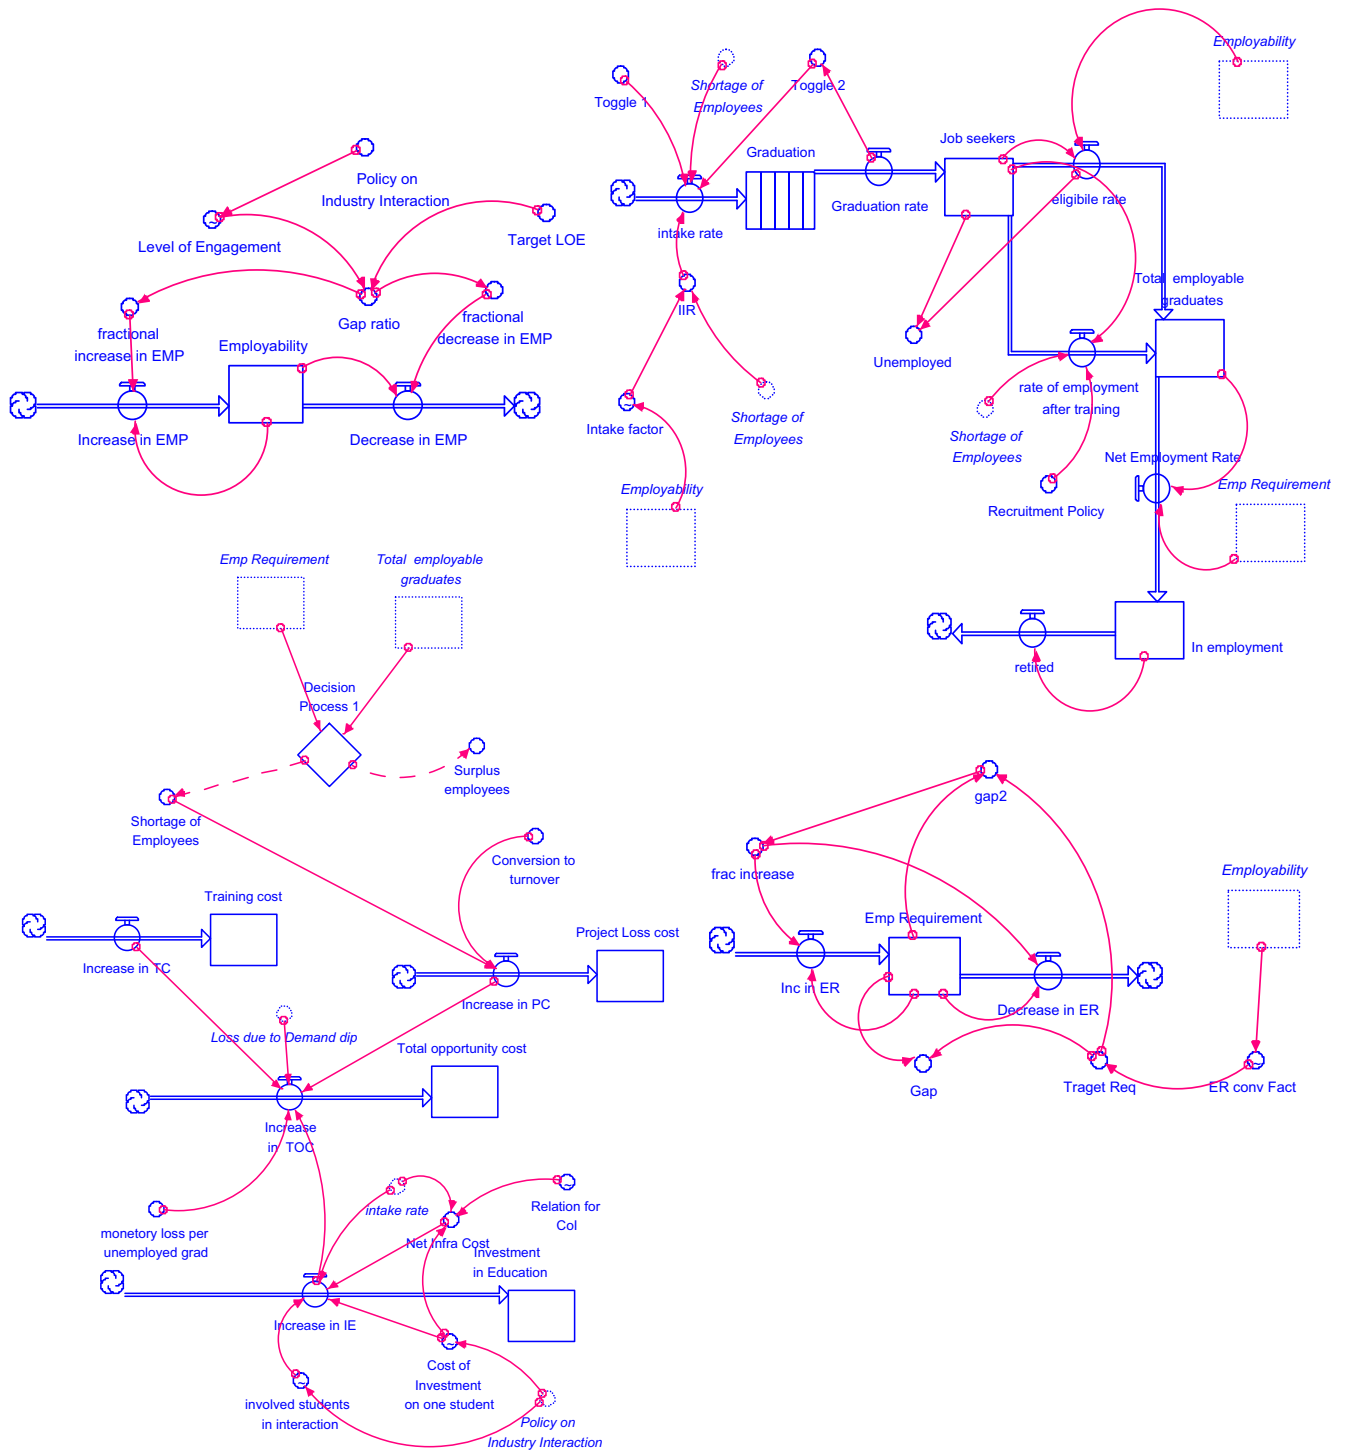 Employability
Toggle 1
Shortage of
Employees
Toggle 2
Graduation
Job seekers
Graduation rate
eligibile rate
intake rate
Policy on
Industry Interaction
Level of Engagement
Target LOE
Gap ratio
fractional
increase in EMP
fractional
decrease in EMP
Employability
Increase in EMP
Decrease in EMP
IIR
Intake factor
Shortage of
Employees
Employability
Unemployed
Total employable
graduates
rate of employment
after training
Shortage of
Employees
Recruitment Policy
Net Employment Rate
Emp Requirement
In employment
retired
Emp Requirement
Total employable
graduates
Decision
Process 1
Surplus
employees
Shortage of
Employees
Conversion to
turnover
Training cost
Increase in TC
Project Loss cost
Increase in PC
Loss due to Demand dip
Total opportunity cost
Increase
in TOC
monetory loss per
unemployed grad
intake rate
Relation for
CoI
Net Infra Cost
Investment
in Education
Increase in IE
Cost of
Investment
on one student
involved students
in interaction
Policy on
Industry Interaction
gap2
frac increase
Emp Requirement
Inc in ER
Decrease in ER
Gap
Traget Req
Employability
ER conv Fact